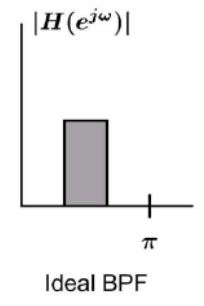 |H(e^{jω})|
π
Ideal BPF